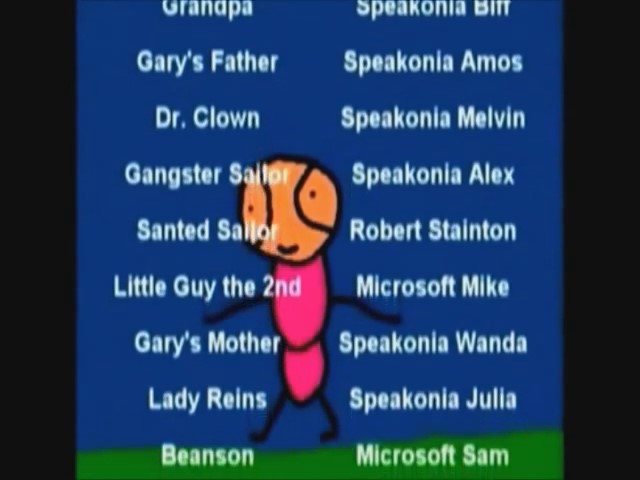 Grandpa Speakonia Biff
Gary's Father Speakonia Amos
Dr. Clown Speakonia Melvin
Gangster Sailor Speakonia Alex
Santed Sailor Robert Stainton
Little Guy the 2nd Microsoft Mike
Gary's Mother Speakonia Wanda
Lady Reins Speakonia Julia
Beanson Microsoft Sam